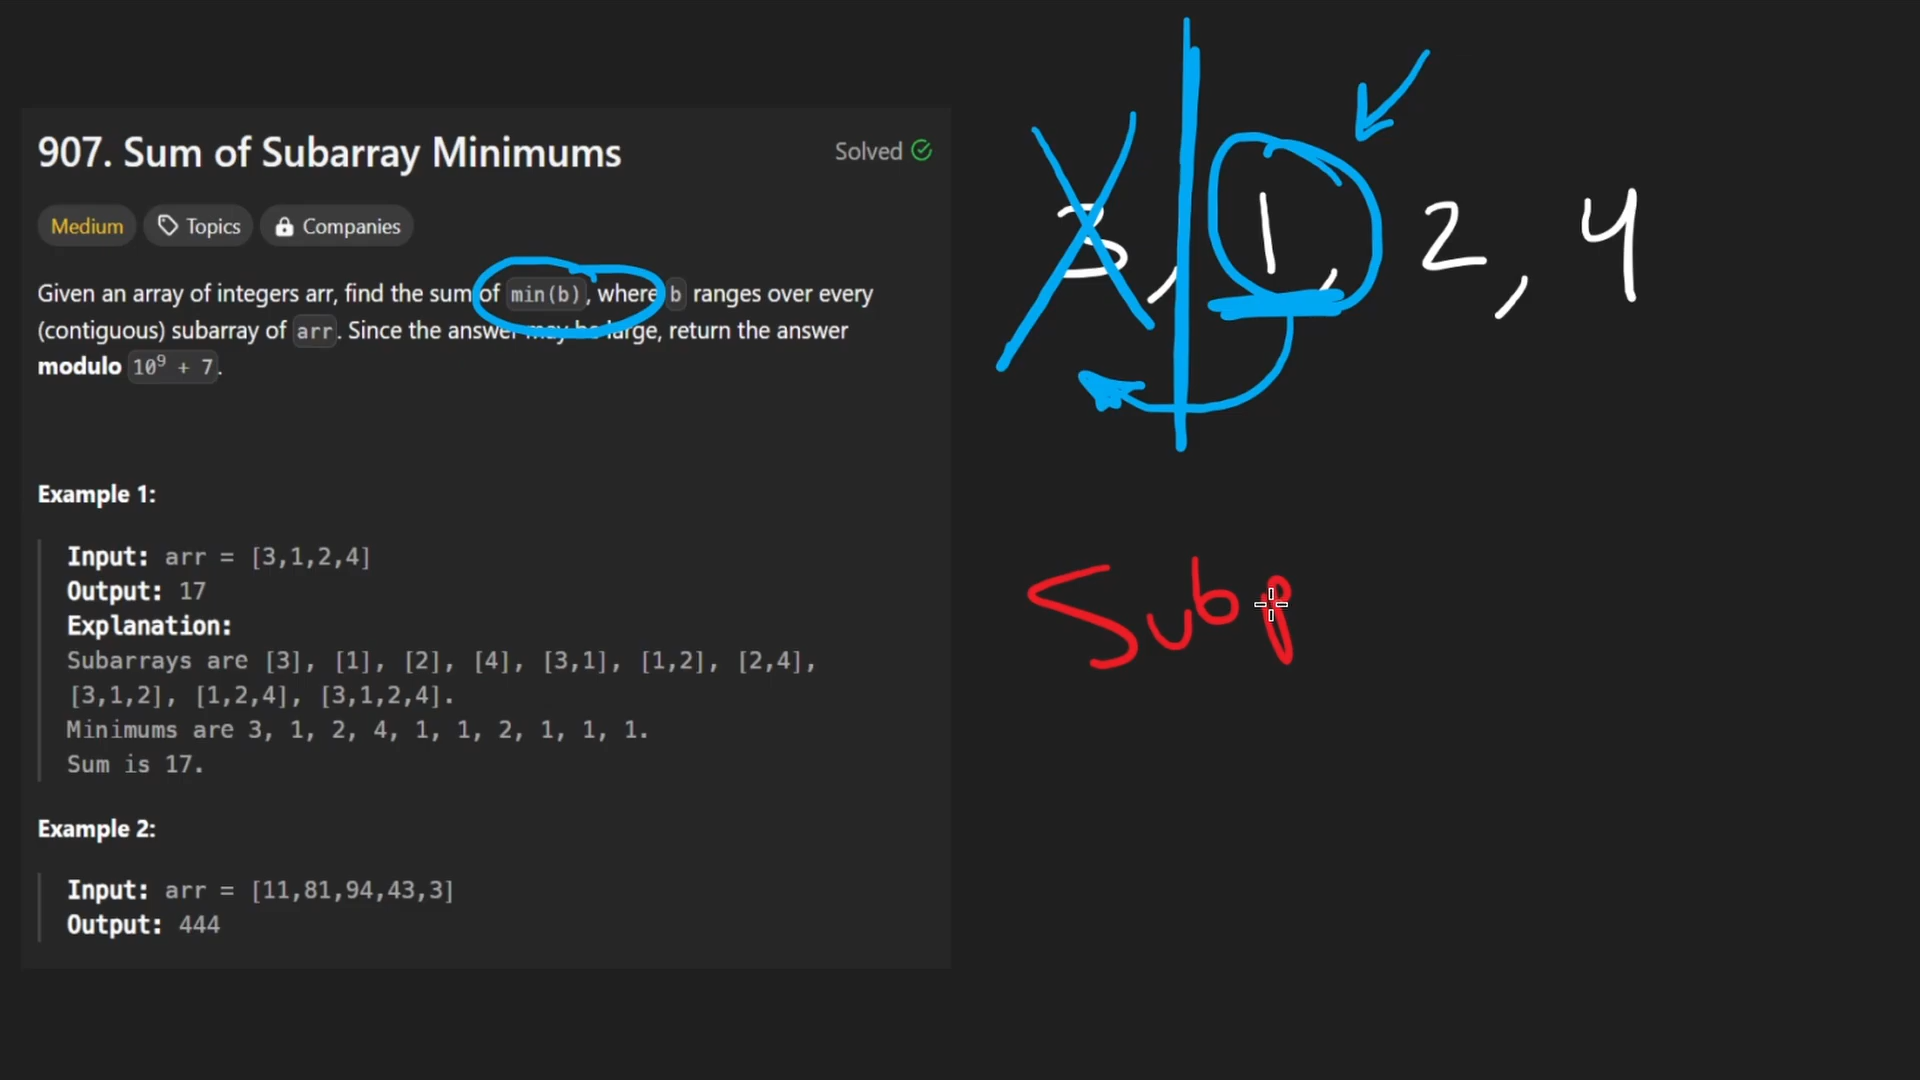 907. Sum of Subarray Minimums
Solved
Medium
Topics
Companies
Given an array of integers arr, find the sum of min(b), where b ranges over every
(contiguous) subarray of arr. Since the answer may be large, return the answer
modulo 10⁹ + 7.
Example 1:
Input: arr = [3,1,2,4]
Output: 17
Explanation:
Subarrays are [3], [1], [2], [4], [3,1], [1,2], [2,4],
[3,1,2], [1,2,4], [3,1,2,4].
Minimums are 3, 1, 2, 4, 1, 1, 2, 1, 1, 1.
Sum is 17.
Example 2:
Input: arr = [11,81,94,43,3]
Output: 444
3, 1, 2, 4
Subp